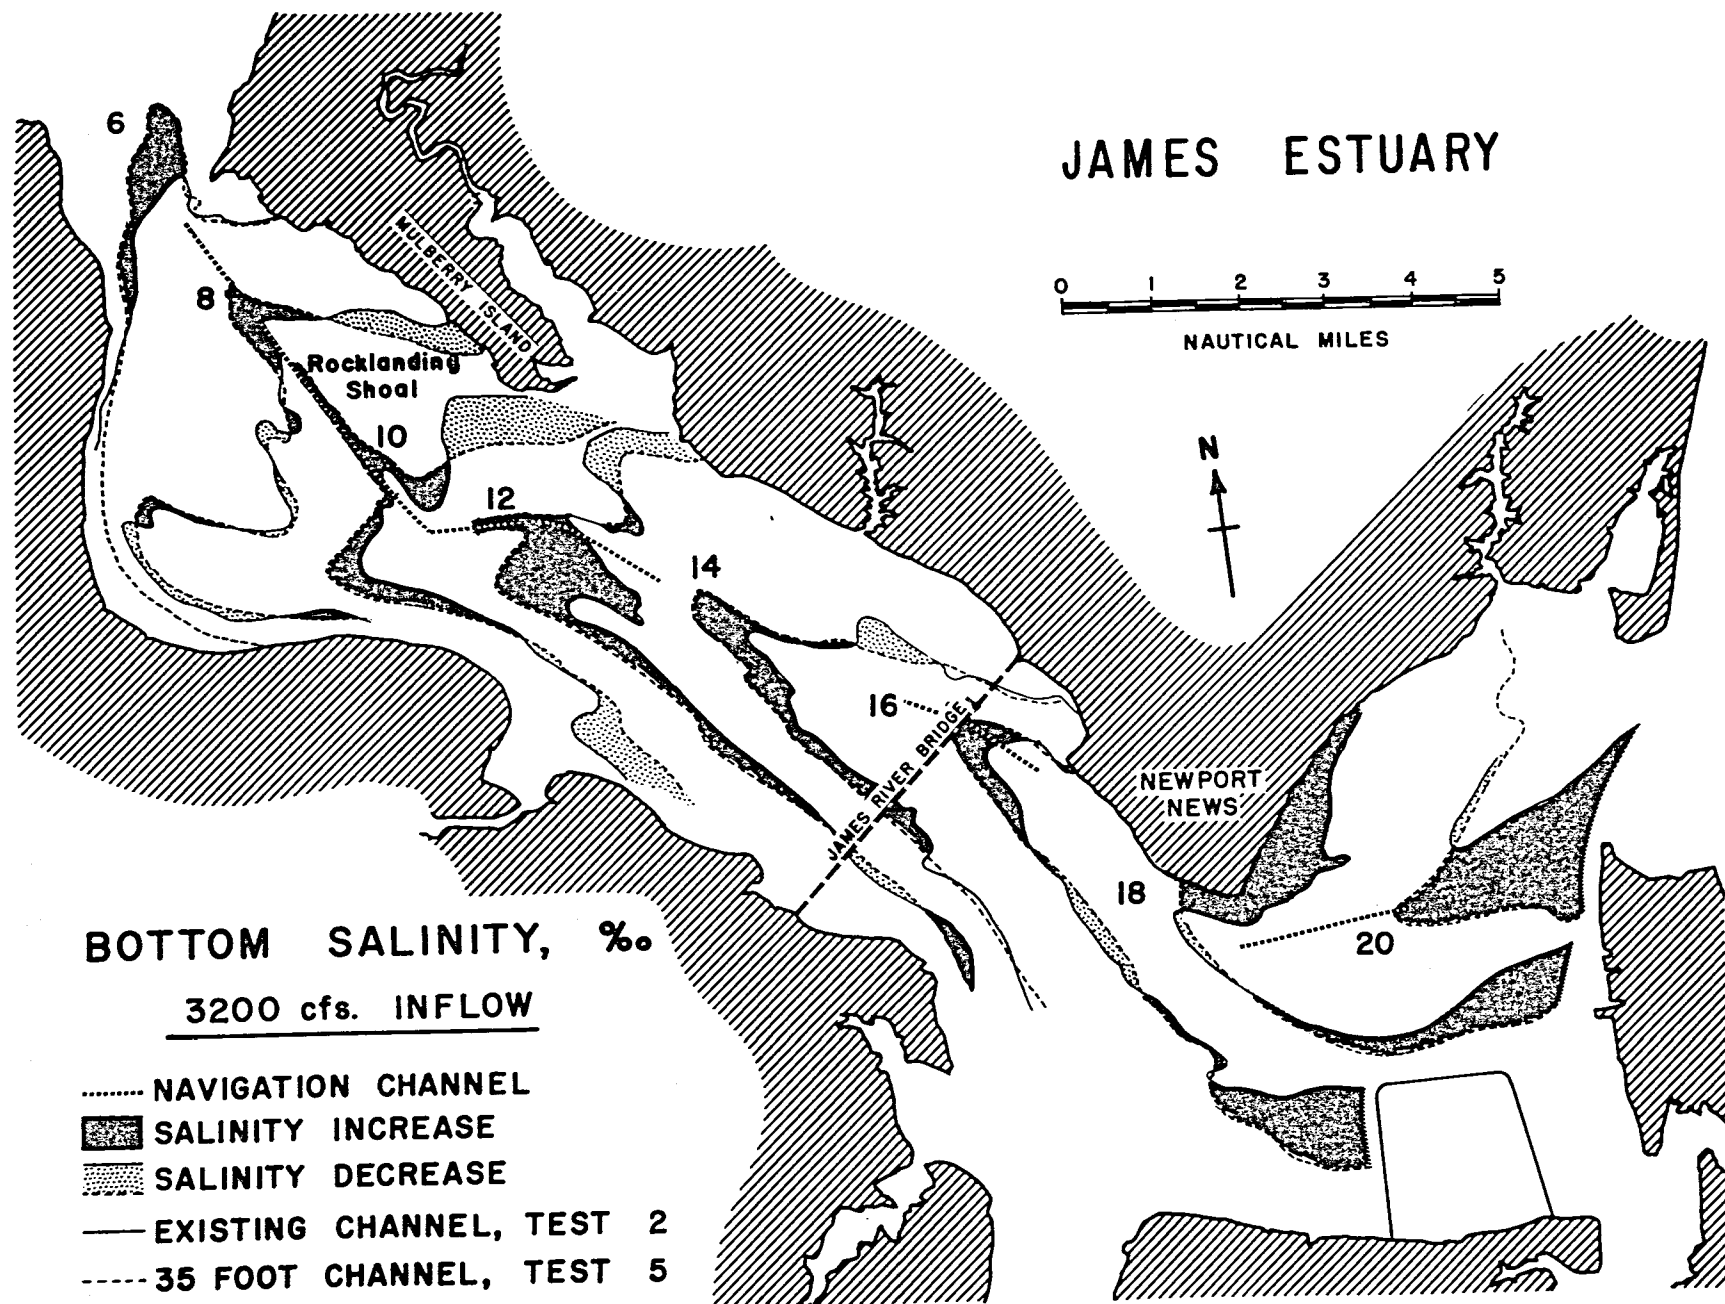 JAMES ESTUARY
6
MULBERRY ISLAND
0 1 2 3 4 5
NAUTICAL MILES
8
Rocklanding
Shoal
10
N
12
14
16
JAMES RIVER BRIDGE
NEWPORT
NEWS
18
20
BOTTOM SALINITY, ‰
3200 cfs. INFLOW
NAVIGATION CHANNEL
SALINITY INCREASE
SALINITY DECREASE
EXISTING CHANNEL, TEST 2
35 FOOT CHANNEL, TEST 5